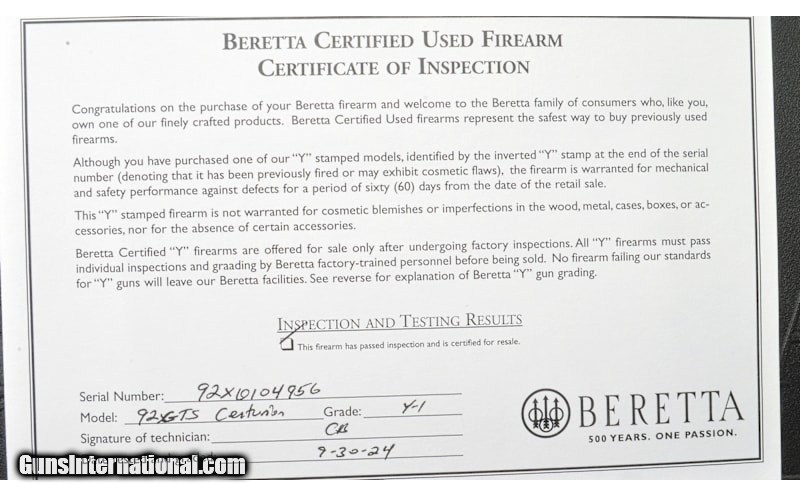 BERETTA CERTIFIED USED FIREARM
CERTIFICATE OF INSPECTION
Congratulations on the purchase of your Beretta firearm and welcome to the Beretta family of consumers who, like you,
own one of our finely crafted products. Beretta Certified Used firearms represent the safest way to buy previously used
firearms.
Although you have purchased one of our “Y” stamped models, identified by the inverted “Y” stamp at the end of the serial
number (denoting that it has been previously fired or may exhibit cosmetic flaws), the firearm is warranted for mechanical
and safety performance against defects for a period of sixty (60) days from the date of the retail sale.
This “Y” stamped firearm is not warranted for cosmetic blemishes or imperfections in the wood, metal, cases, boxes, or ac-
cessories, nor for the absence of certain accessories.
Beretta Certified “Y” firearms are offered for sale only after undergoing factory inspections. All “Y” firearms must pass
individual inspections and graading by Beretta factory-trained personnel before being sold. No firearm failing our standards
for “Y” guns will leave our Beretta facilities. See reverse for explanation of Beretta “Y” gun grading.
INSPECTION AND TESTING RESULTS
This firearm has passed inspection and is certified for resale.
Serial Number: 92X0104956
Model: 92XGTS Centurion Grade: Y-1
Signature of technician: CB
9-30-24
BERETTA
500 YEARS. ONE PASSION.
GunsInternational.com